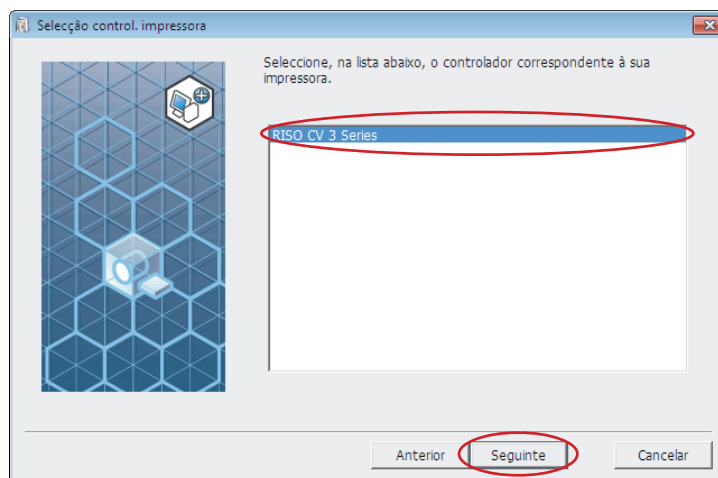 Selecção control. impressora
Seleccione, na lista abaixo, o controlador correspondente à sua
impressora.
RISO CV 3 Series
Anterior
Seguinte
Cancelar